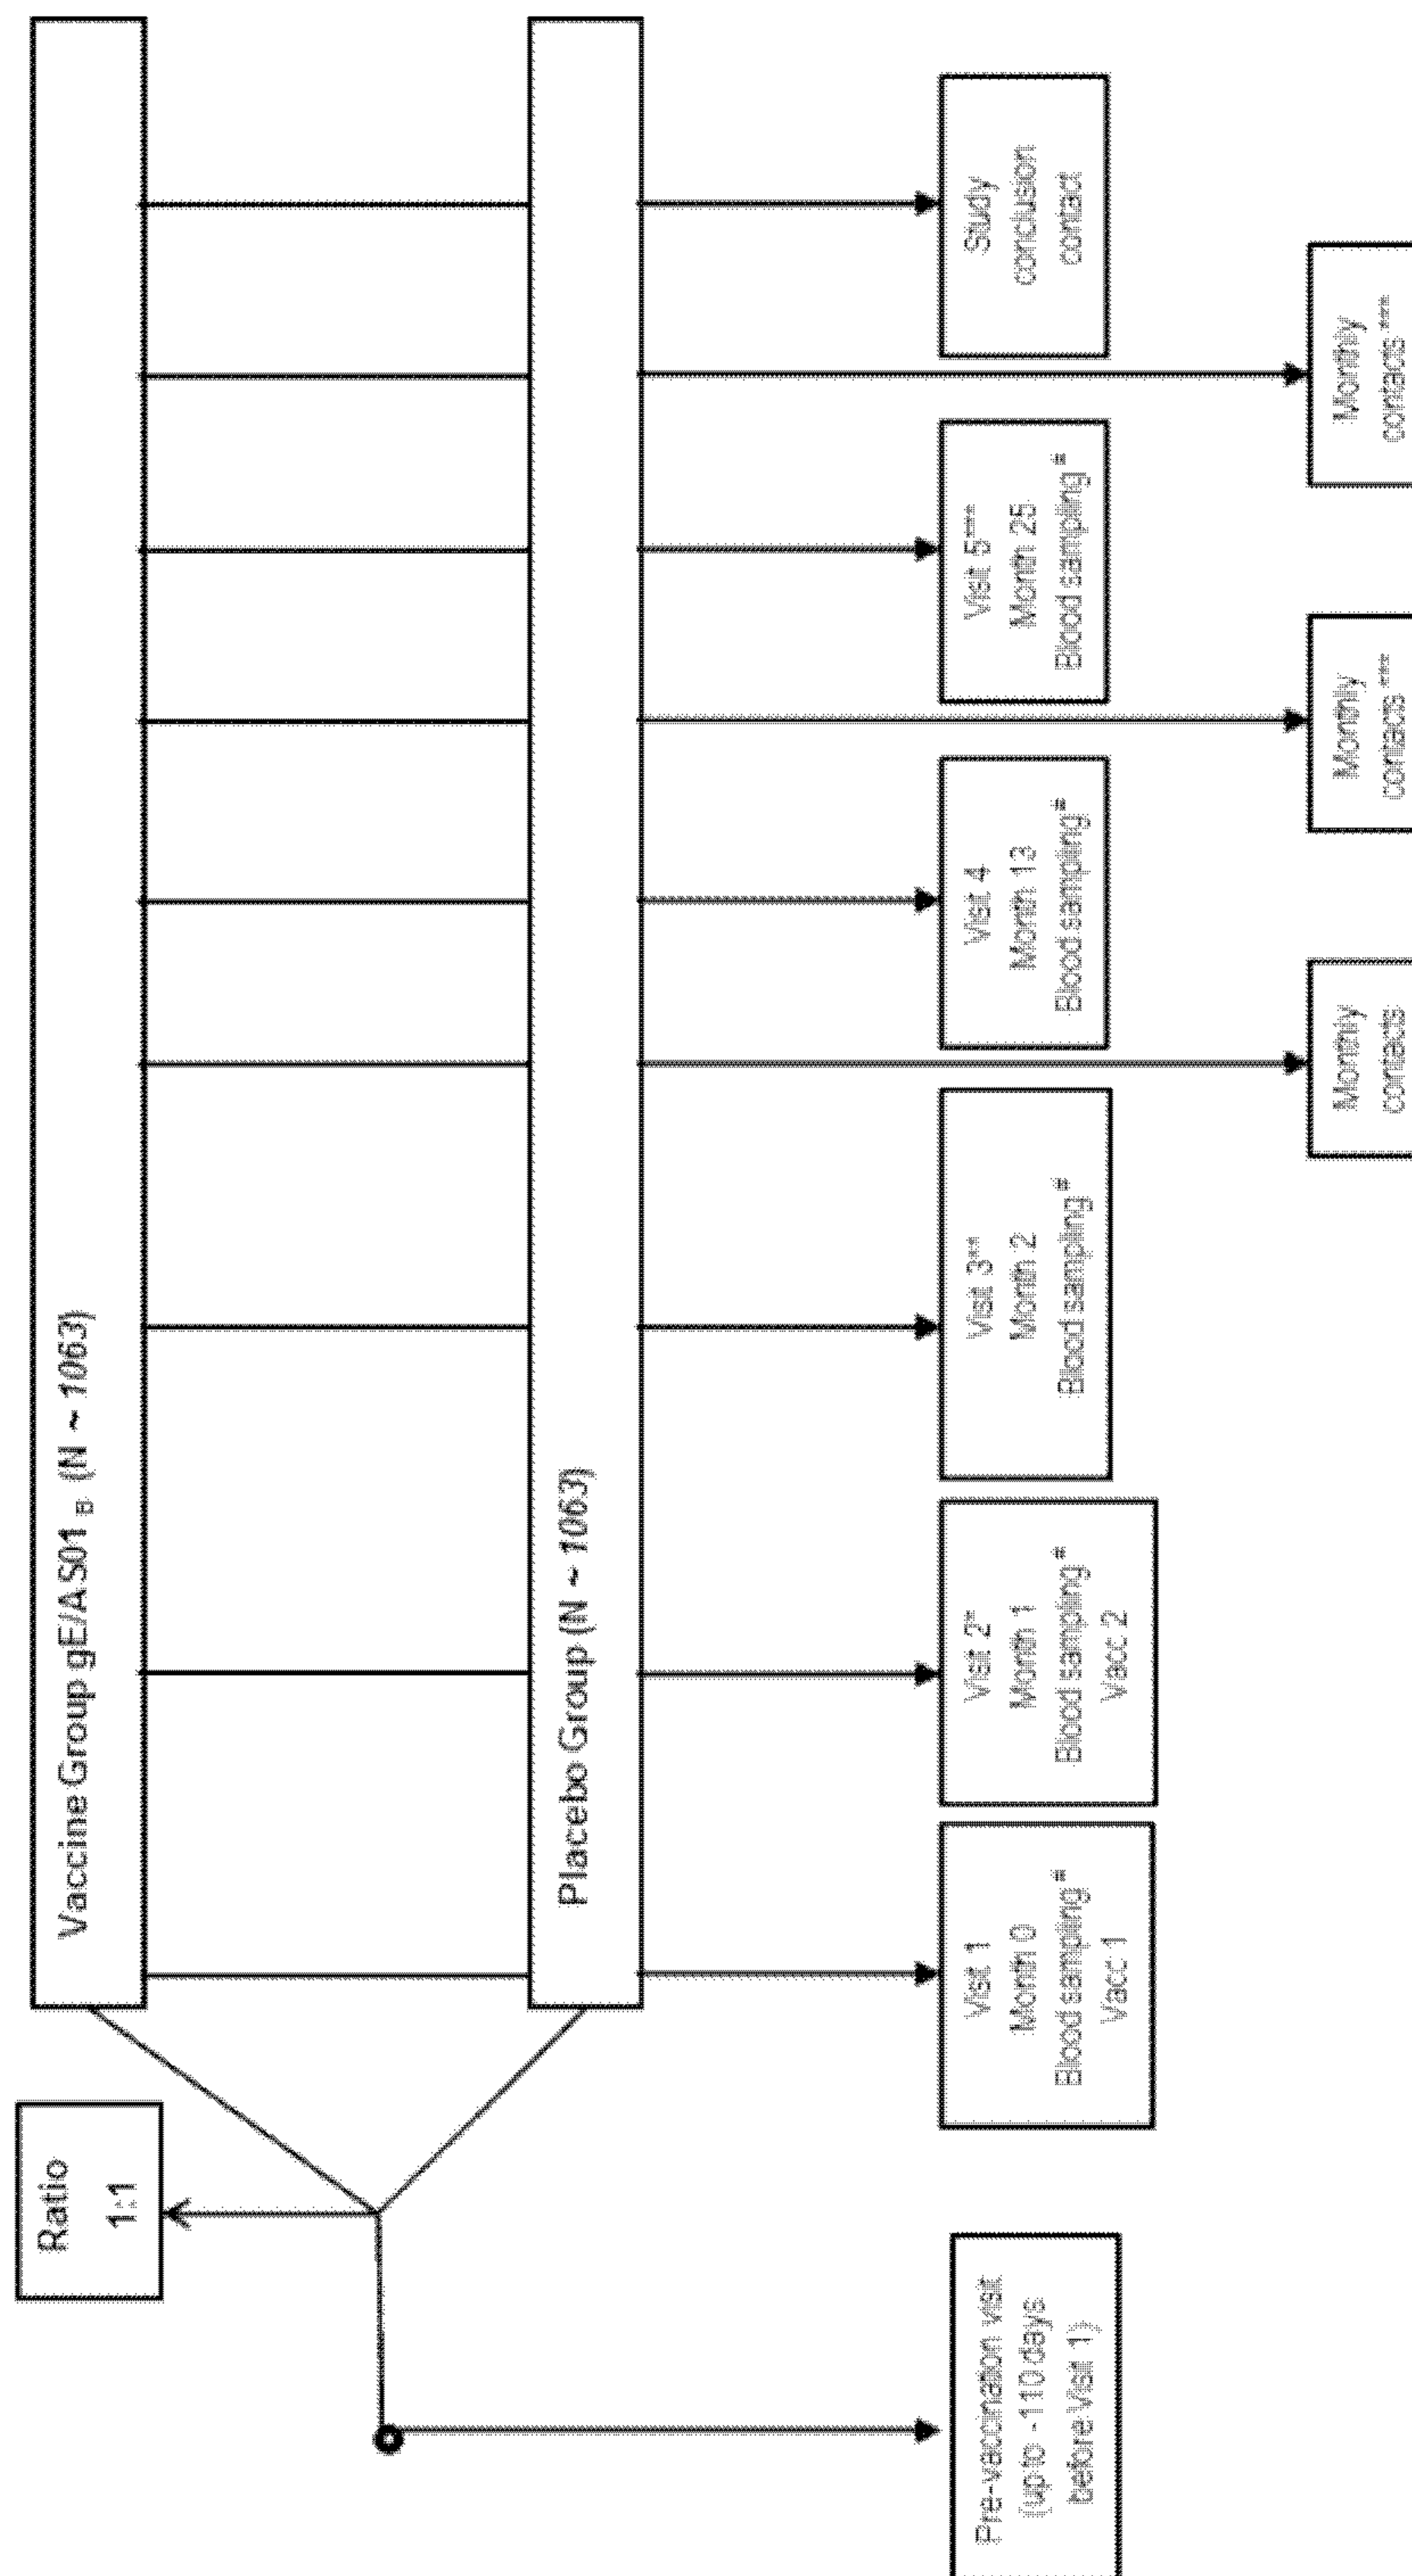 Ratio
1:1
Vaccine Group gE/AS01 B (N ~ 1063)
Placebo Group (N ~ 1063)
Pre-vaccination visit
(up to -110 days
before Visit 1)
Visit 1
Month 0
Blood sampling#
Vacc 1
Visit 2*
Month 1
Blood sampling#
Vacc 2
Visit 3**
Month 2
Blood sampling#
Monthly
contacts
Visit 4
Month 13
Blood sampling#
Monthly
contacts ***
Visit 5***
Month 25
Blood sampling#
Monthly
contacts ***
Study
conclusion
contact